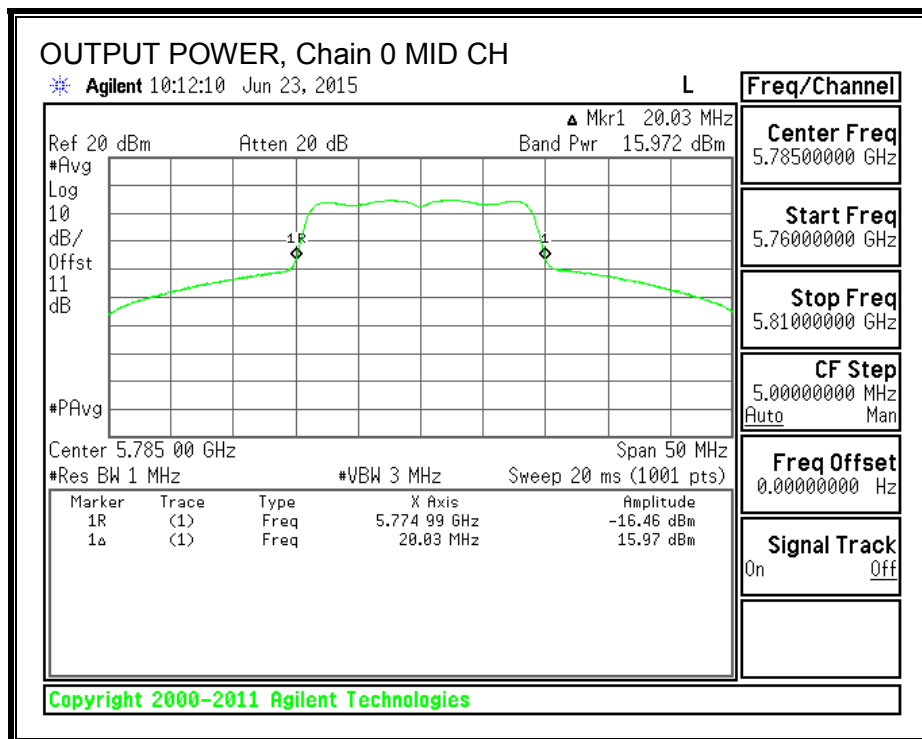 OUTPUT POWER, Chain 0 MID CH
Agilent 10:12:10 Jun 23, 2015 L
Δ Mkr1 20.03 MHz
Ref 20 dBm Atten 20 dB Band Pwr 15.972 dBm
#Avg
Log
10
dB/
Offst
11
dB
1R
1
#PAvg
Center 5.785 00 GHz Span 50 MHz
#Res BW 1 MHz #VBW 3 MHz Sweep 20 ms (1001 pts)
Marker Trace Type X Axis Amplitude
1R (1) Freq 5.774 99 GHz -16.46 dBm
1Δ (1) Freq 20.03 MHz 15.97 dBm
Freq/Channel
Center Freq
5.78500000 GHz
Start Freq
5.76000000 GHz
Stop Freq
5.81000000 GHz
CF Step
5.00000000 MHz
Auto Man
Freq Offset
0.00000000 Hz
Signal Track
On Off
Copyright 2000-2011 Agilent Technologies